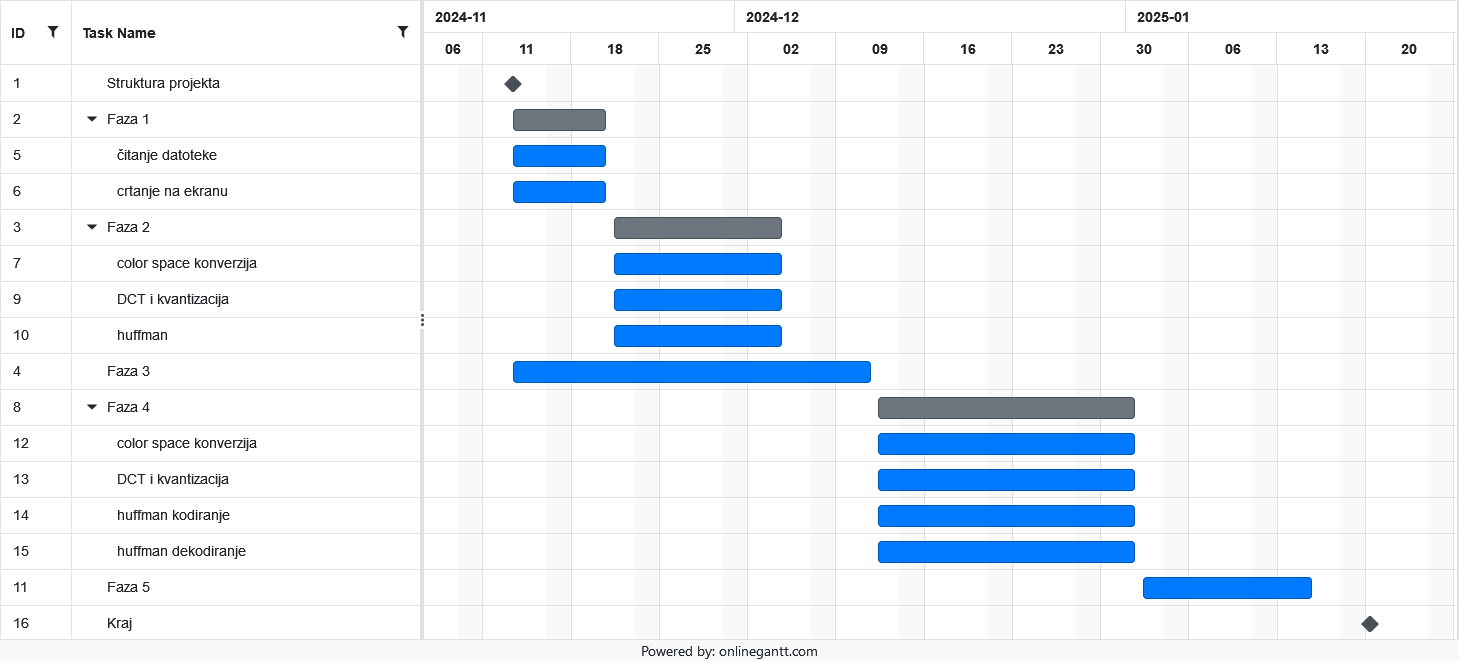 2024-11 2024-12 2025-01
ID Task Name
06 11 18 25 02 09 16 23 30 06 13 20
1 Struktura projekta
2 Faza 1
5 čitanje datoteke
6 crtanje na ekranu
3 Faza 2
7 color space konverzija
9 DCT i kvantizacija
10 huffman
4 Faza 3
8 Faza 4
12 color space konverzija
13 DCT i kvantizacija
14 huffman kodiranje
15 huffman dekodiranje
11 Faza 5
16 Kraj
Powered by: onlinegantt.com